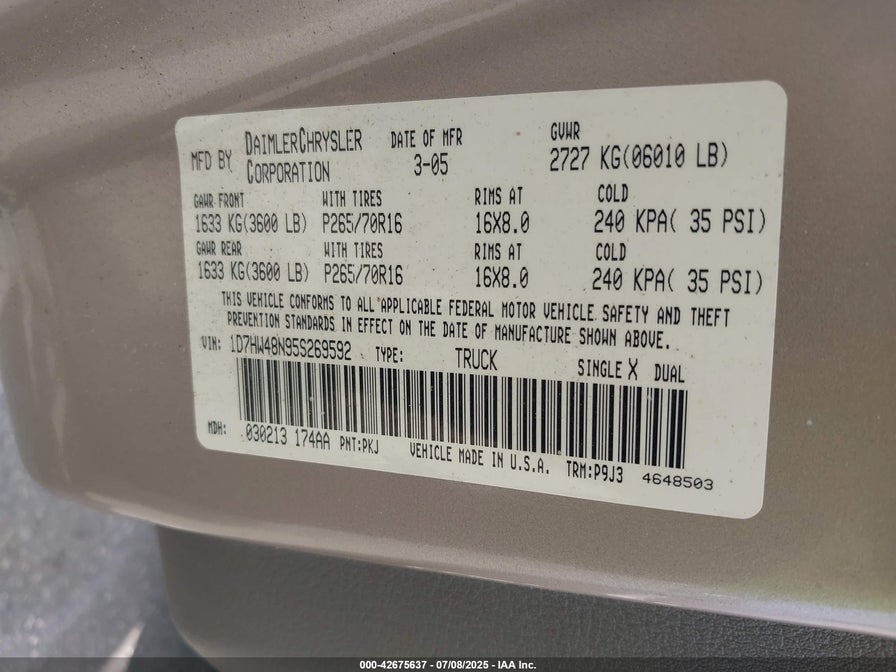 MFD BY DAIMLERCHRYSLER CORPORATION DATE OF MFR 3-05 GVWR 2727 KG(06010 LB)
GAWR FRONT WITH TIRES RIMS AT COLD
1633 KG(3600 LB) P265/70R16 16X8.0 240 KPA( 35 PSI)
GAWR REAR WITH TIRES RIMS AT COLD
1633 KG(3600 LB) P265/70R16 16X8.0 240 KPA( 35 PSI)
THIS VEHICLE CONFORMS TO ALL APPLICABLE FEDERAL MOTOR VEHICLE SAFETY AND THEFT
PREVENTION STANDARDS IN EFFECT ON THE DATE OF MANUFACTURE SHOWN ABOVE.
VIN: 1D7HW48N95S269592 TYPE: TRUCK SINGLE X DUAL
MDH: 030213 174AA PNT:PKJ VEHICLE MADE IN U.S.A. TRM:P9J3 4648503
000-42675637 - 07/08/2025 - IAA Inc.